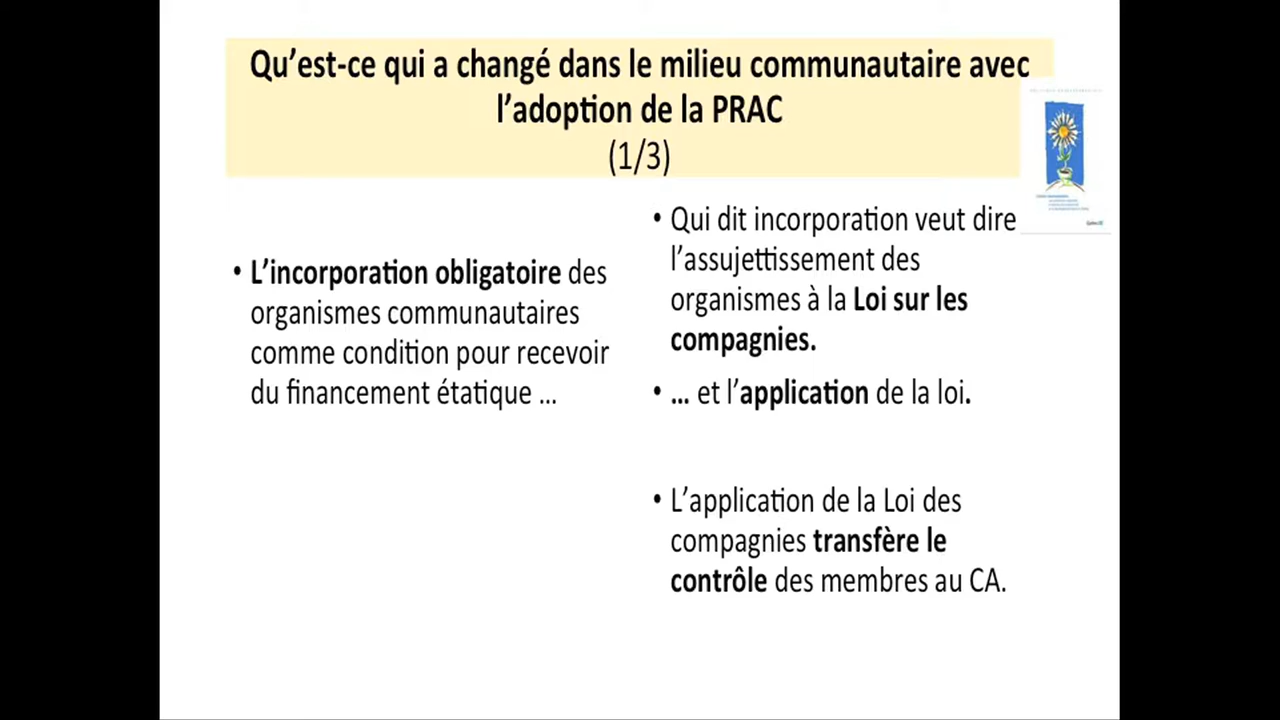 Qu’est-ce qui a changé dans le milieu communautaire avec
l’adoption de la PRAC
(1/3)
• L’incorporation obligatoire des
organismes communautaires
comme condition pour recevoir
du financement étatique ...
• Qui dit incorporation veut dire
l’assujettissement des
organismes à la Loi sur les
compagnies.
• ... et l’application de la loi.
• L’application de la Loi des
compagnies transfère le
contrôle des membres au CA.